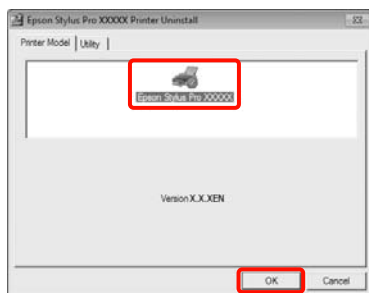 Epson Stylus Pro XXXXX Printer Uninstall
Printer Model Utility
Epson Stylus Pro XXXXX
Version X.X.XEN
OK Cancel